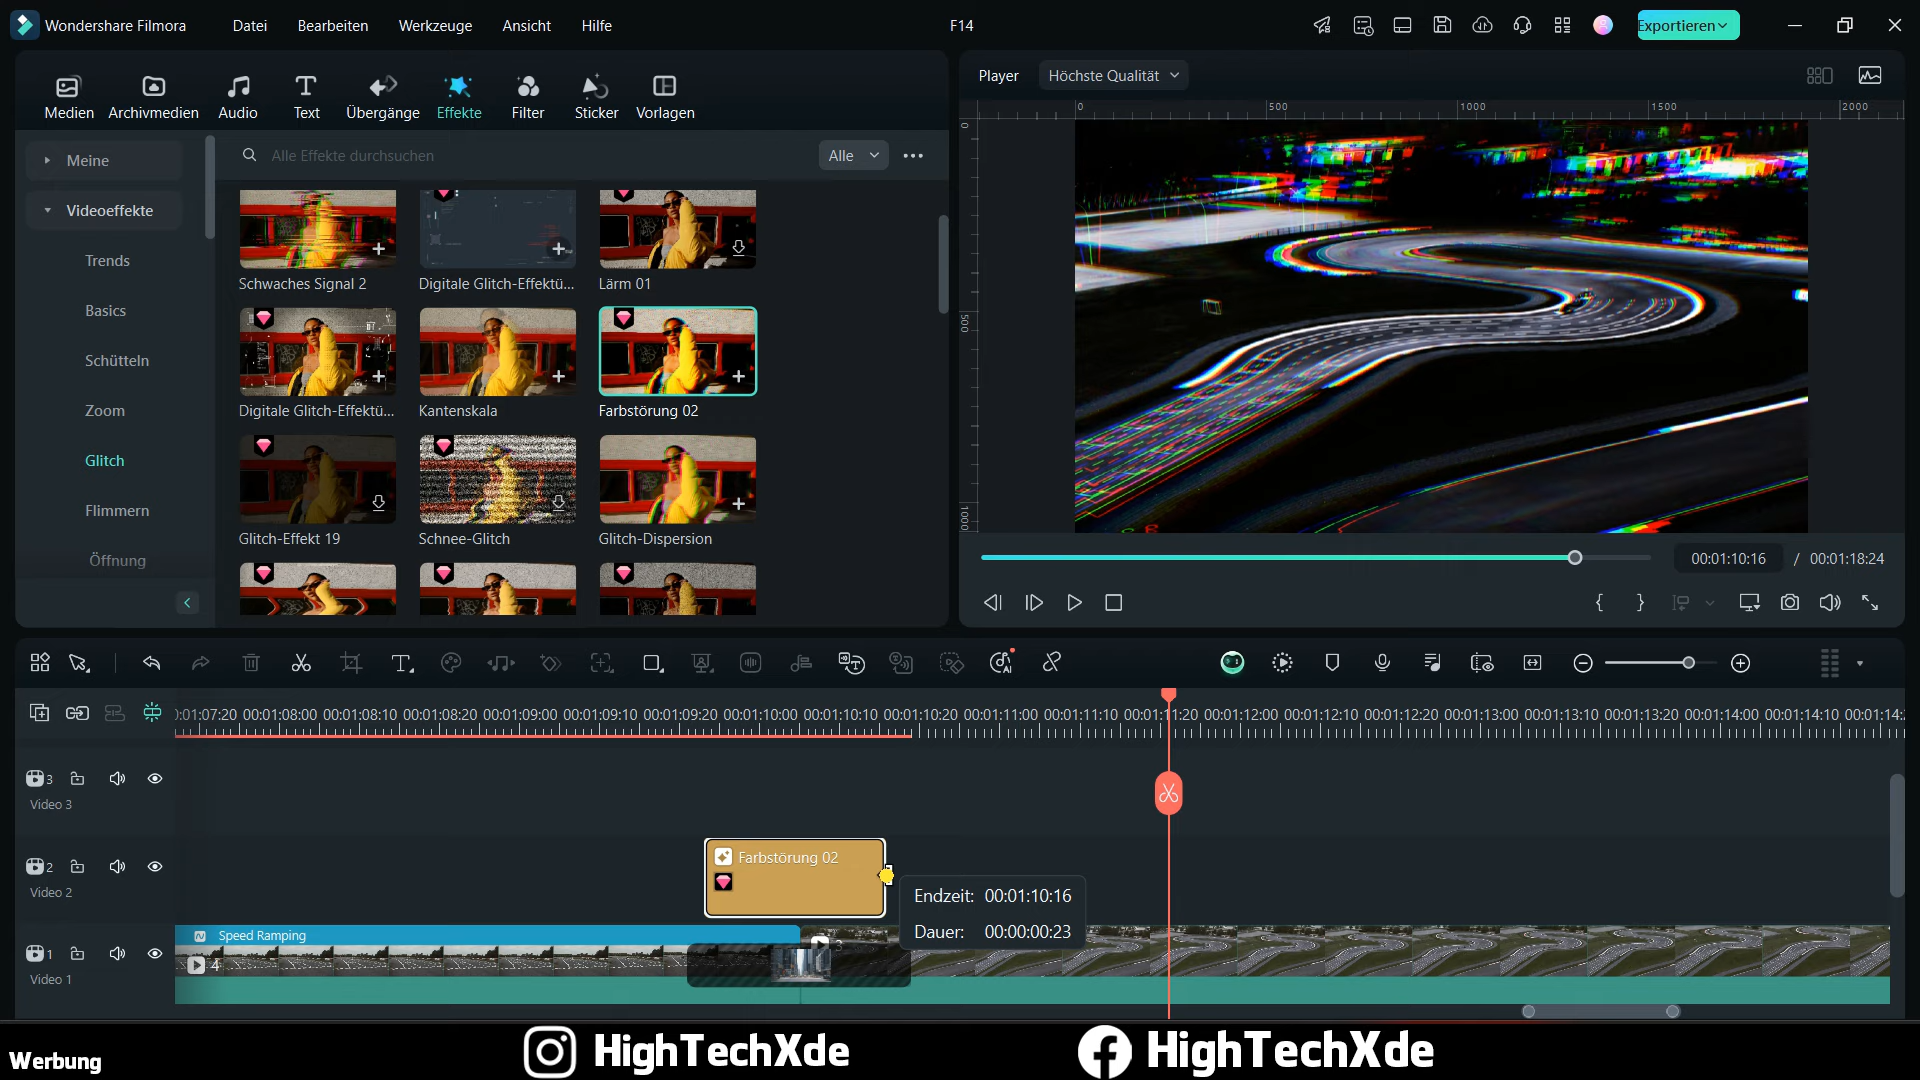 Wondershare Filmora
Datei
Bearbeiten
Werkzeuge
Ansicht
Hilfe
F14
Exportieren
Medien
Archivmedien
Audio
Text
Übergänge
Effekte
Filter
Sticker
Vorlagen
Player
Höchste Qualität
Meine
Videoeffekte
Trends
Basics
Schütteln
Zoom
Glitch
Flimmern
Öffnung
Alle Effekte durchsuchen
Alle
Schwaches Signal 2
Digitale Glitch-Effektü...
Lärm 01
Digitale Glitch-Effektü...
Kantenskala
Farbstörung 02
Glitch-Effekt 19
Schnee-Glitch
Glitch-Dispersion
0 500 1000 1500 2000
0
500
1000
00:01:10:16 / 00:01:18:24
00:01:08:00 00:01:08:10 00:01:08:20 00:01:09:00 00:01:09:10 00:01:09:20 00:01:10:00 00:01:10:10 00:01:10:20 00:01:11:00 00:01:11:10 00:01:11:20 00:01:12:00 00:01:12:10 00:01:12:20 00:01:13:00 00:01:13:10 00:01:13:20 00:01:14:00 00:01:14:10
3
Video 3
2
Video 2
Farbstörung 02
Endzeit: 00:01:10:16
Dauer: 00:00:00:23
1
Video 1
Speed Ramping
4
3
Werbung
HighTechXde
HighTechXde